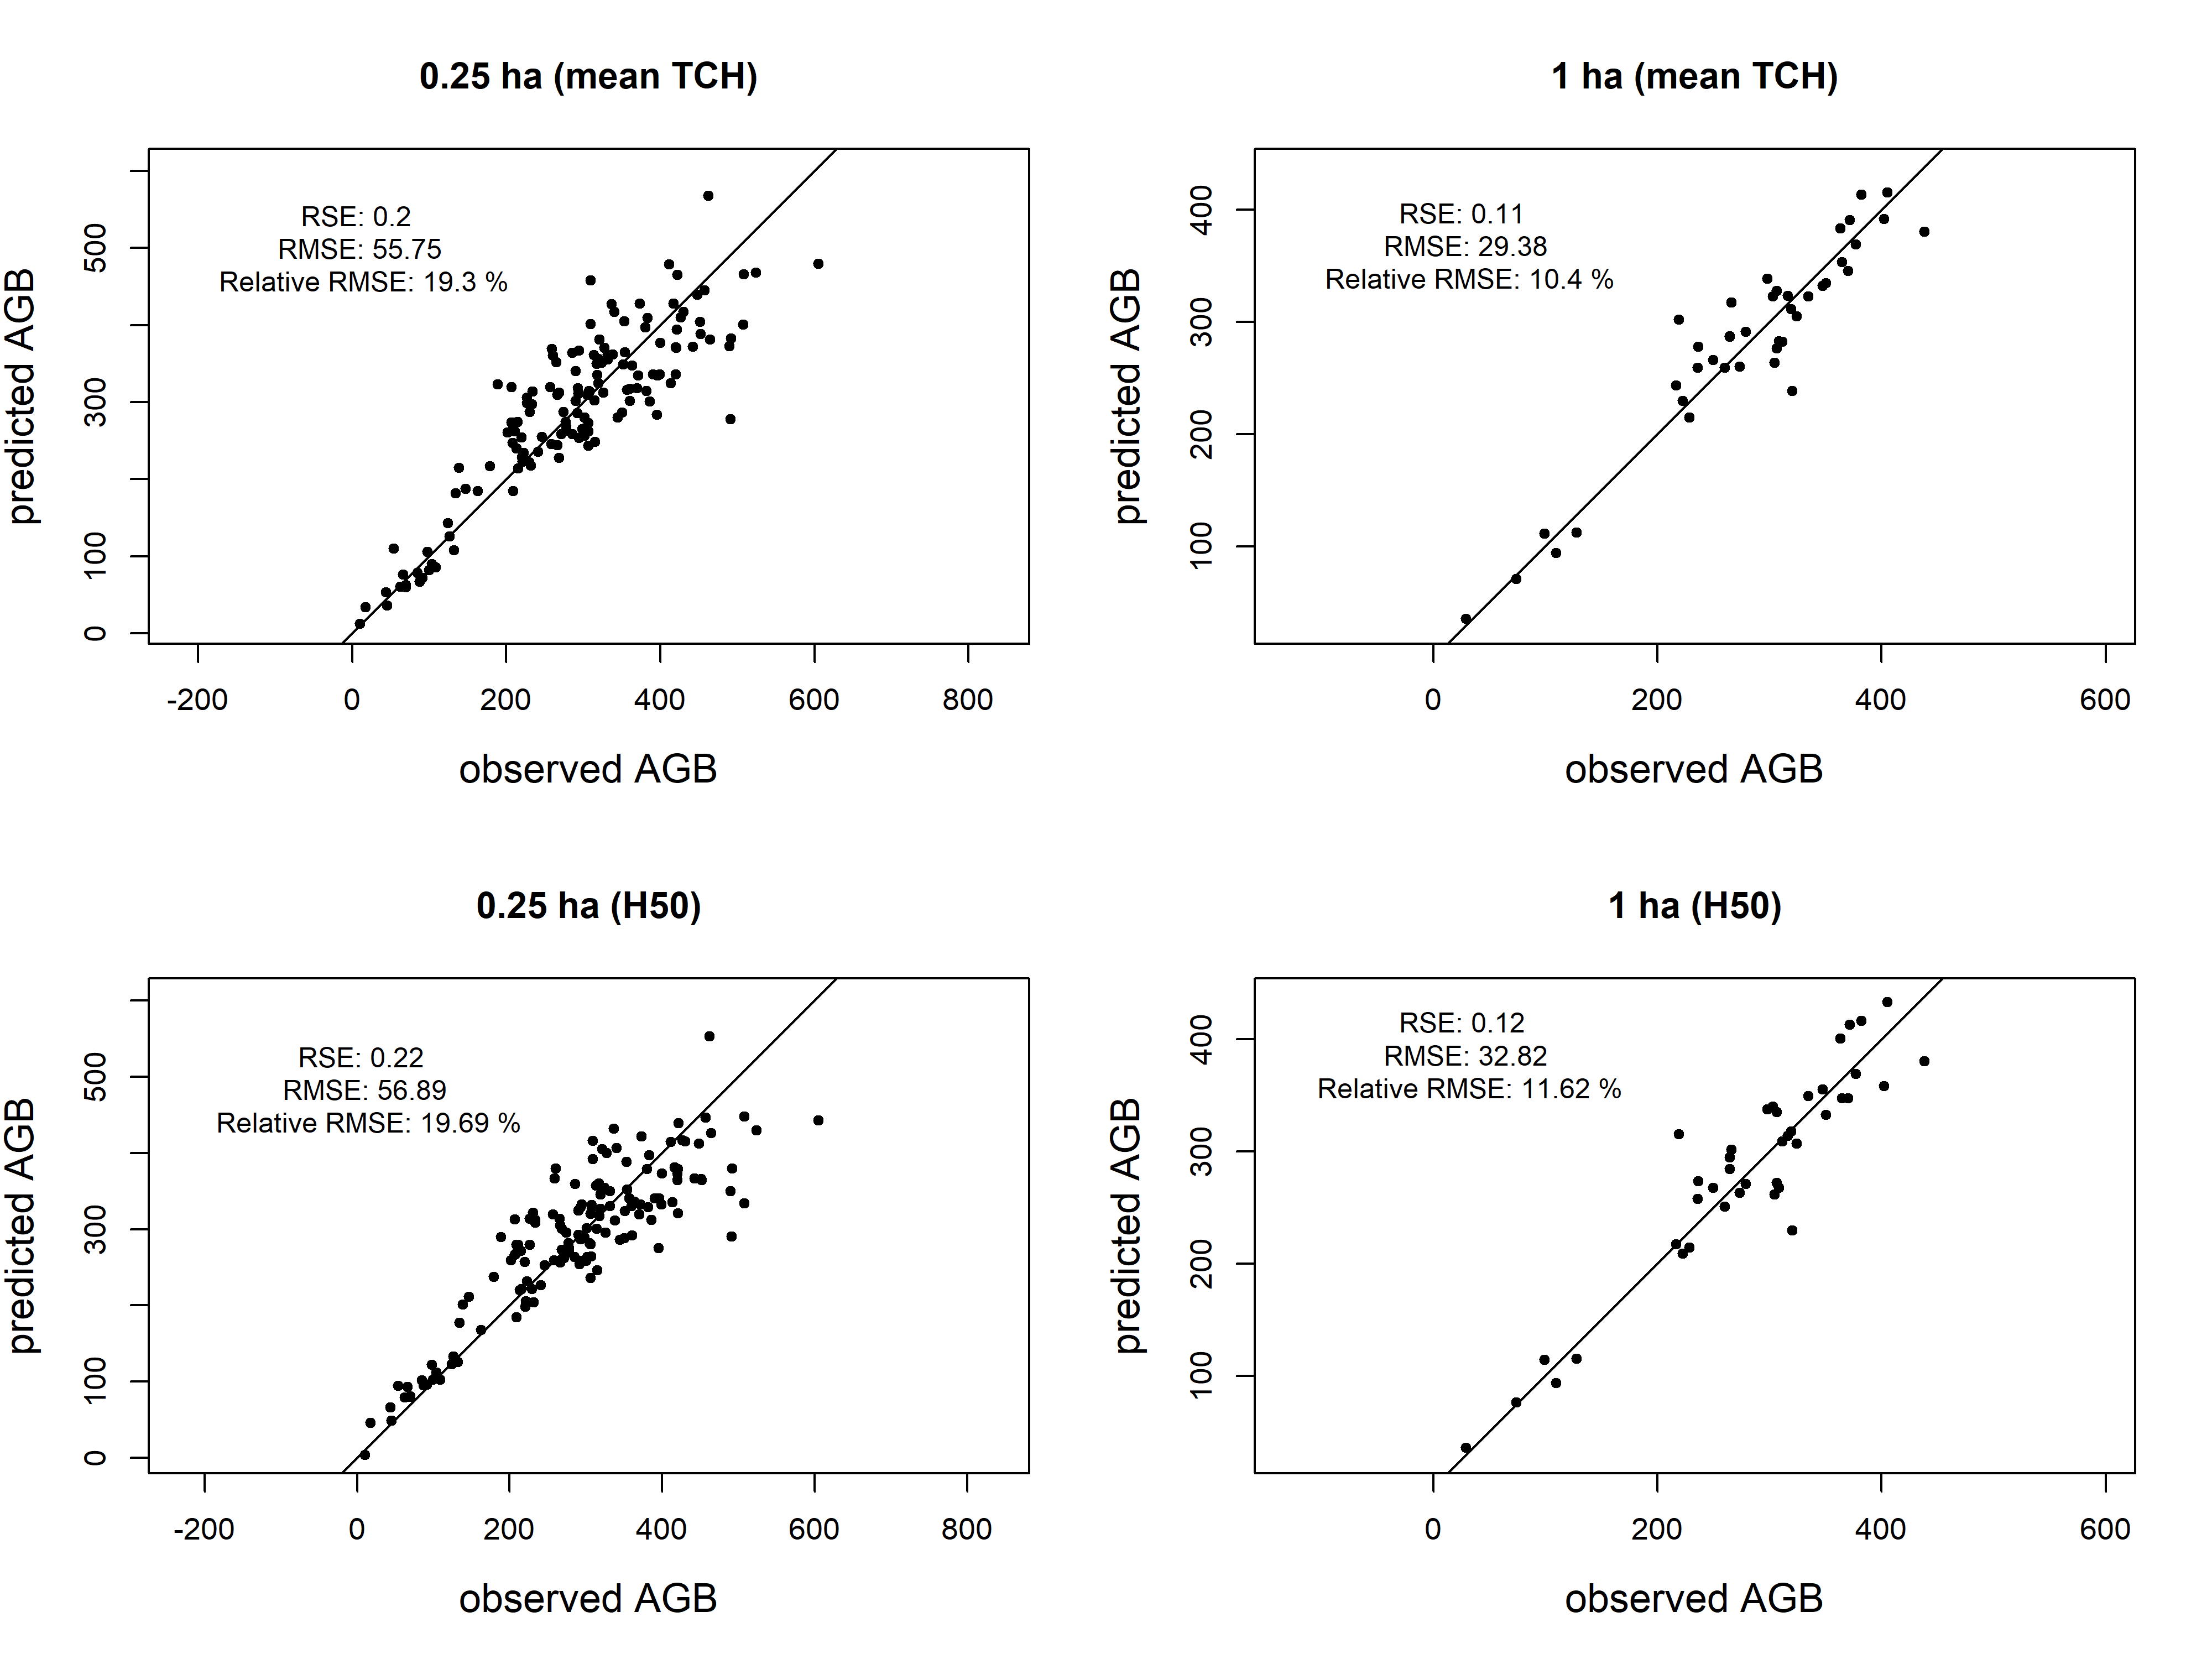 0.25 ha (mean TCH)
RSE: 0.2
RMSE: 55.75
Relative RMSE: 19.3 %
predicted AGB
0 100 300 500
-200 0 200 400 600 800
observed AGB
1 ha (mean TCH)
RSE: 0.11
RMSE: 29.38
Relative RMSE: 10.4 %
predicted AGB
100 200 300 400
0 200 400 600
observed AGB
0.25 ha (H50)
RSE: 0.22
RMSE: 56.89
Relative RMSE: 19.69 %
predicted AGB
0 100 300 500
-200 0 200 400 600 800
observed AGB
1 ha (H50)
RSE: 0.12
RMSE: 32.82
Relative RMSE: 11.62 %
predicted AGB
100 200 300 400
0 200 400 600
observed AGB